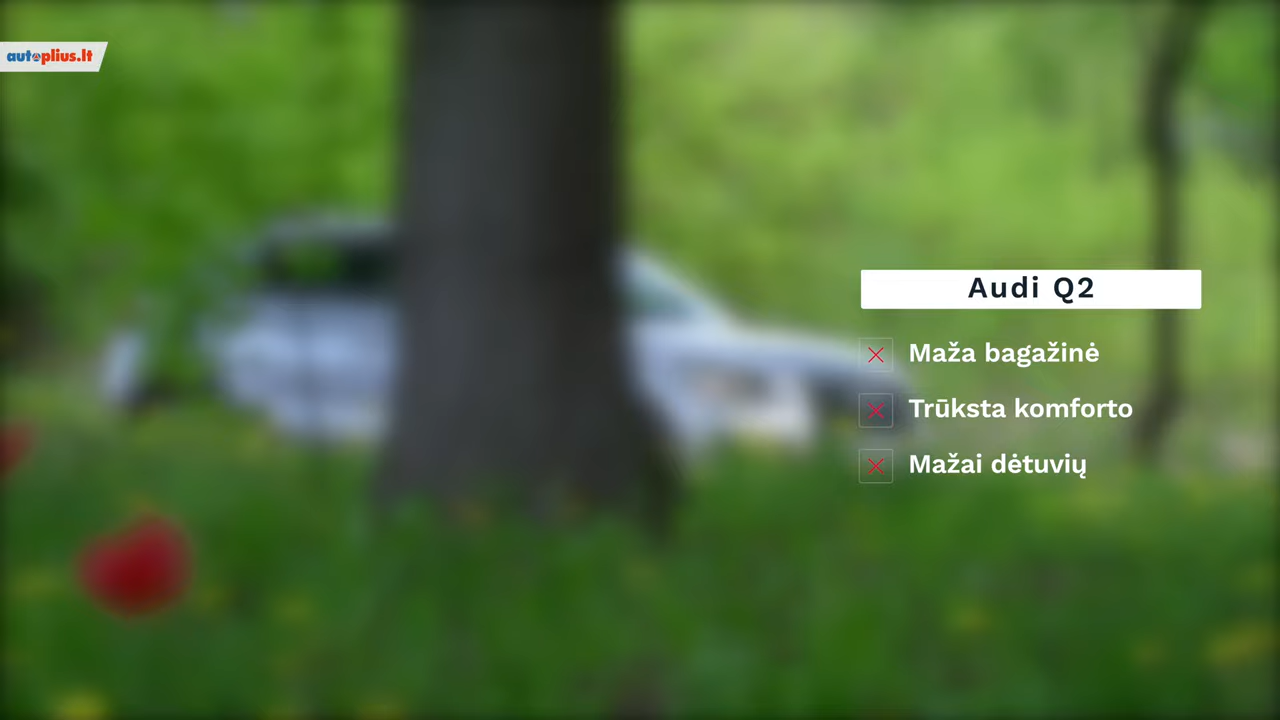 autoplius.lt
Audi Q2
Maža bagažinė
Trūksta komforto
Mažai dėtuvių